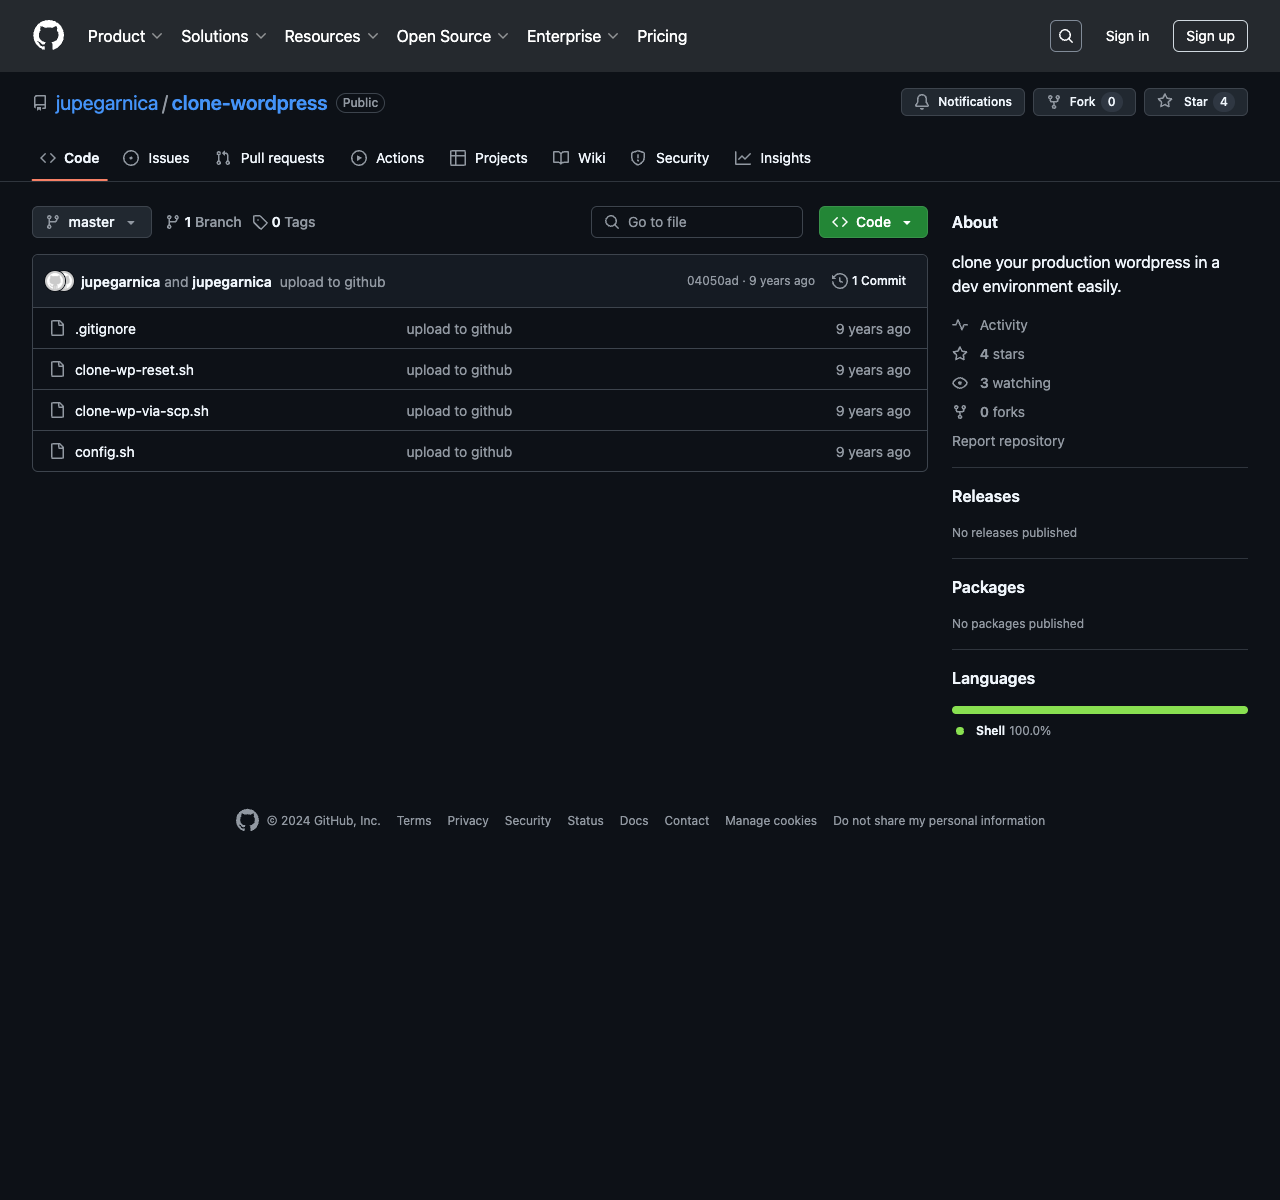 Product Solutions Resources Open Source Enterprise Pricing Sign in Sign up
jupegarnica / clone-wordpress Public Notifications Fork 0 Star 4
Code Issues Pull requests Actions Projects Wiki Security Insights
master 1 Branch 0 Tags Go to file Code
jupegarnica and jupegarnica upload to github 04050ad · 9 years ago 1 Commit
.gitignore upload to github 9 years ago
clone-wp-reset.sh upload to github 9 years ago
clone-wp-via-scp.sh upload to github 9 years ago
config.sh upload to github 9 years ago
About
clone your production wordpress in a
dev environment easily.
Activity
4 stars
3 watching
0 forks
Report repository
Releases
No releases published
Packages
No packages published
Languages
Shell 100.0%
© 2024 GitHub, Inc. Terms Privacy Security Status Docs Contact Manage cookies Do not share my personal information